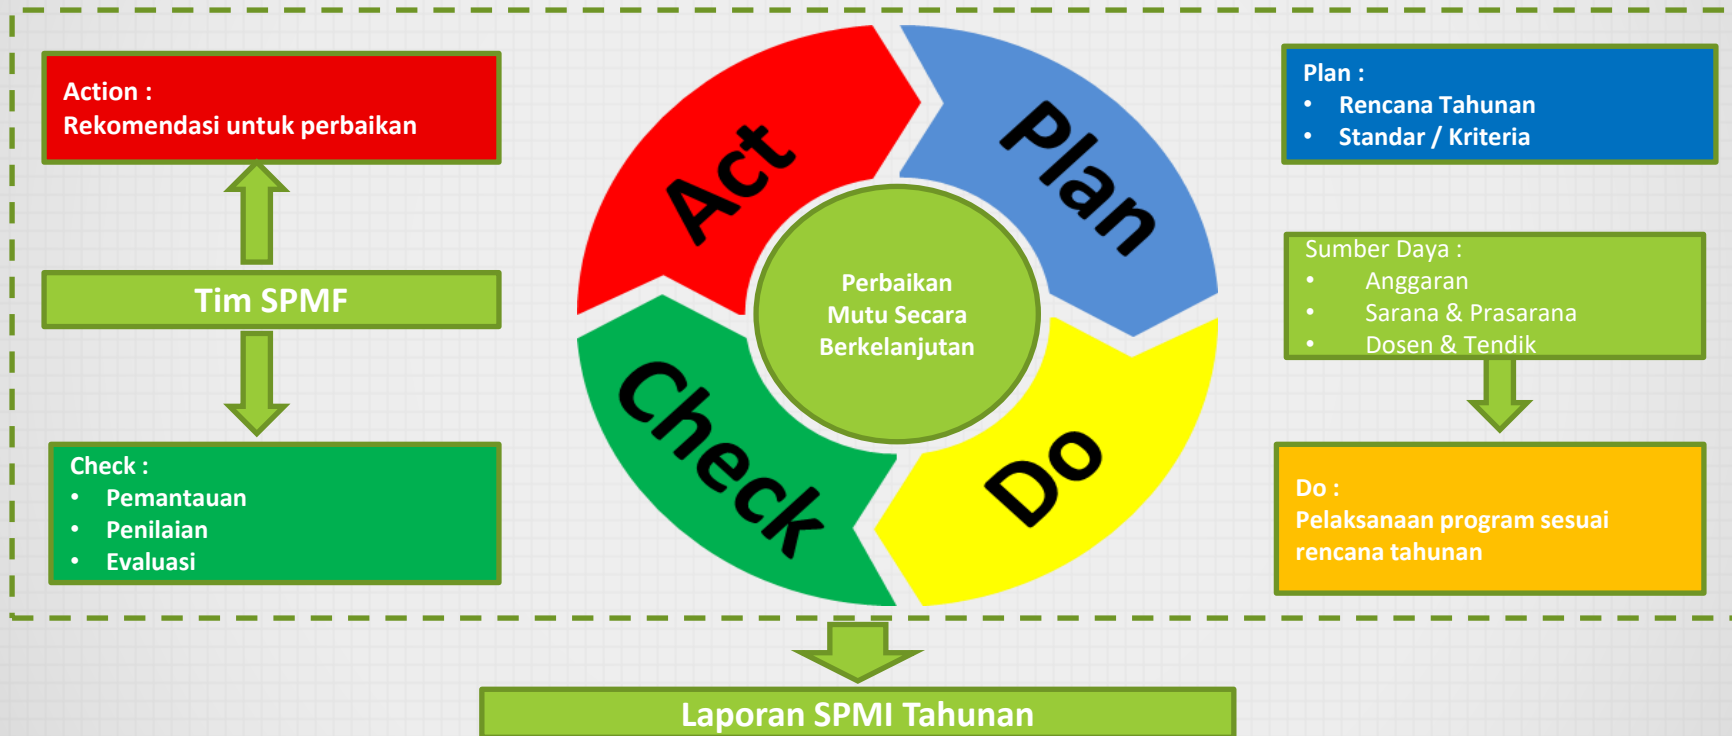 Action :
Rekomendasi untuk perbaikan
Tim SPMF
Check :
• Pemantauan
• Penilaian
• Evaluasi
Act
Plan
Check
Do
Perbaikan
Mutu Secara
Berkelanjutan
Plan :
• Rencana Tahunan
• Standar / Kriteria
Sumber Daya :
• Anggaran
• Sarana & Prasarana
• Dosen & Tendik
Do :
Pelaksanaan program sesuai
rencana tahunan
Laporan SPMI Tahunan